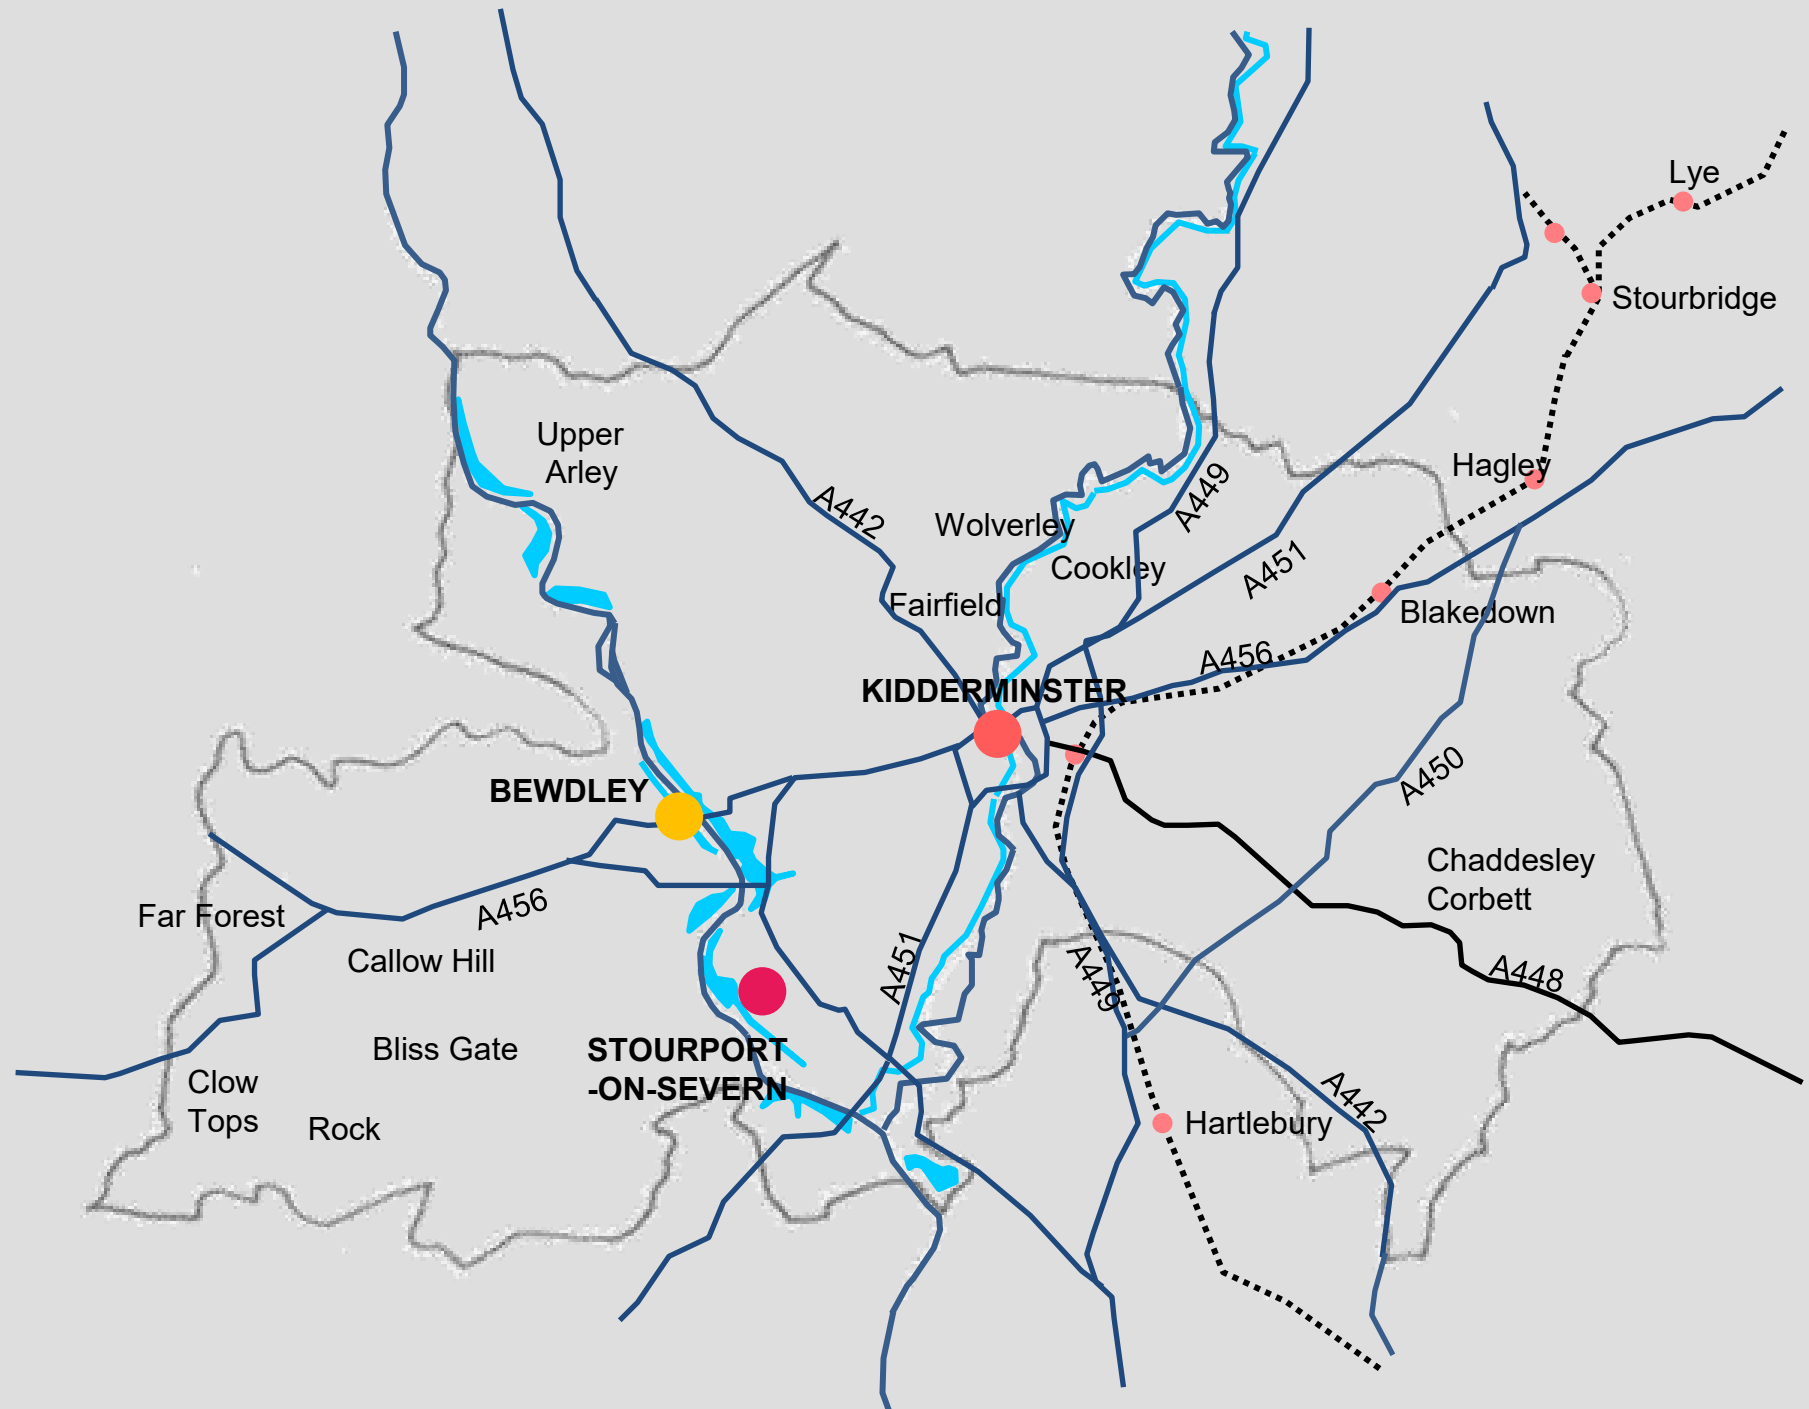 Lye
Stourbridge
Upper
Arley
Hagley
A442
A449
Wolverley
A451
Cookley
Fairfield
Blakedown
A456
KIDDERMINSTER
BEWDLEY
A450
Chaddesley
Corbett
Far Forest
A456
Callow Hill
A451
A449
A448
Bliss Gate
STOURPORT
-ON-SEVERN
Clow
Tops
Rock
A442
Hartlebury